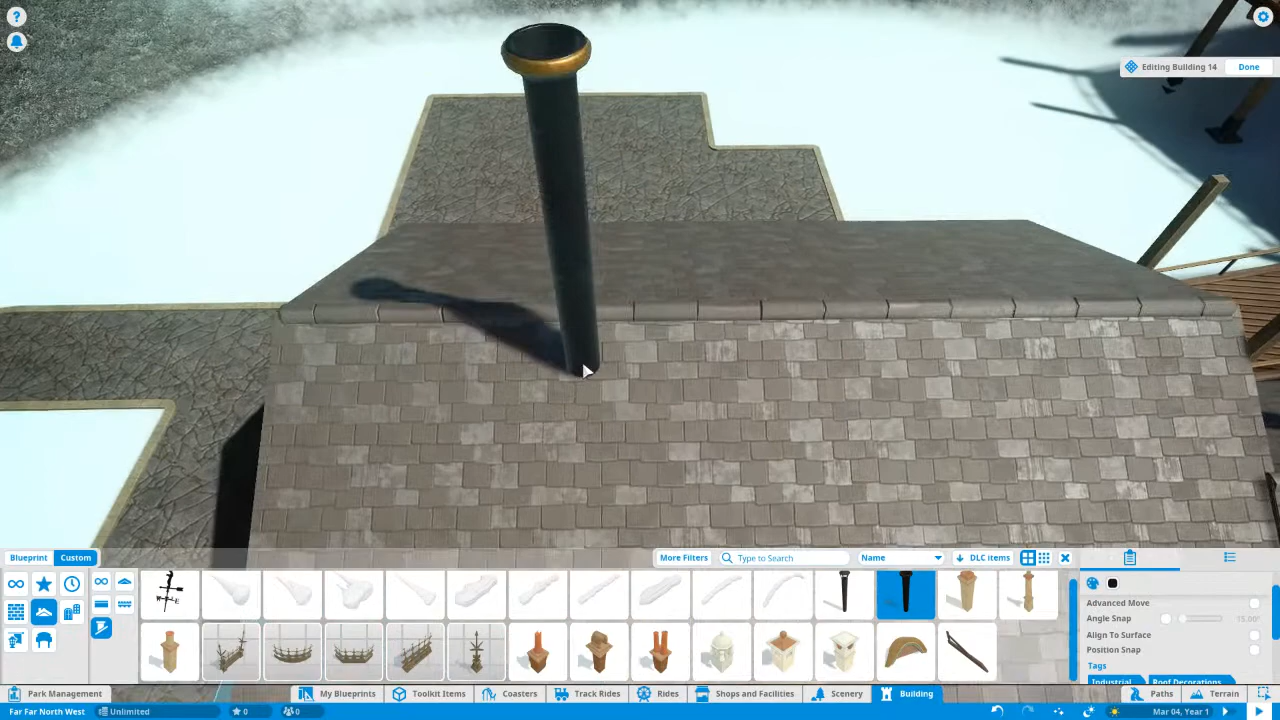 Editing Building 14 Done
Blueprint Custom More Filters Type to Search Name DLC items
Advanced Move
Angle Snap 15.00°
Align To Surface
Position Snap
Tags
Industrial Roof Decorations
Park Management My Blueprints Toolkit Items Coasters Track Rides Rides Shops and Facilities Scenery Building Paths Terrain
Far Far North West Unlimited 0 0 Mar 04, Year 1